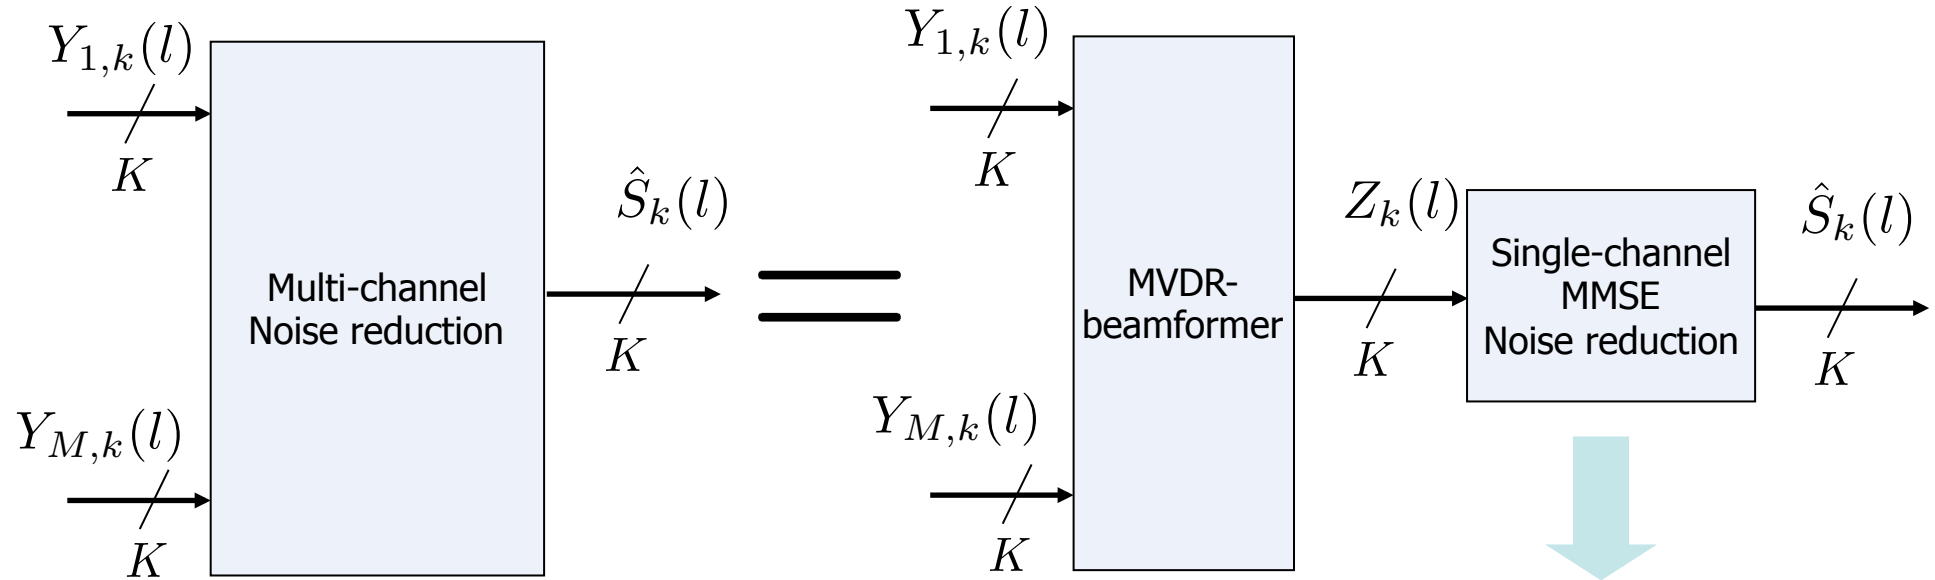 Y_{1,k}(l)
K
Y_{M,k}(l)
K
Multi-channel
Noise reduction
Ŝ_k(l)
K
=
Y_{1,k}(l)
K
Y_{M,k}(l)
K
MVDR-
beamformer
Z_k(l)
K
Single-channel
MMSE
Noise reduction
Ŝ_k(l)
K